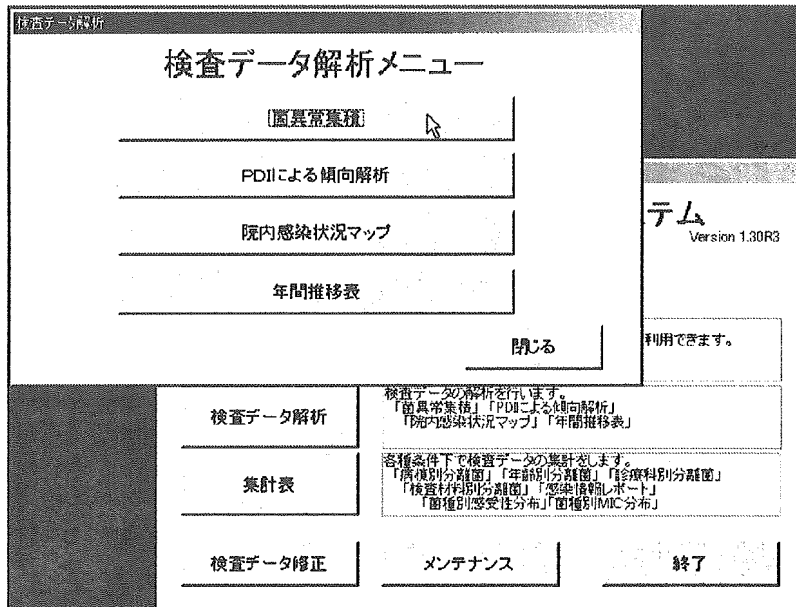 検査データ解析
検査データ解析メニュー
菌異常集積
PDIによる傾向解析
院内感染状況マップ
年間推移表
閉じる
テム
Version 1.30R3
利用できます。
検査データ解析
検査データの解析を行います。
「菌異常集積」「PDIによる傾向解析」
「院内感染状況マップ」「年間推移表」
集計表
各種条件下で検査データの集計をします。
「病棟別分離菌」「年齢別分離菌」「診療科別分離菌」
「検査材料別分離菌」「感染情報レポート」
「菌種別感受性分布」「菌種別MIC分布」
検査データ修正
メンテナンス
終了